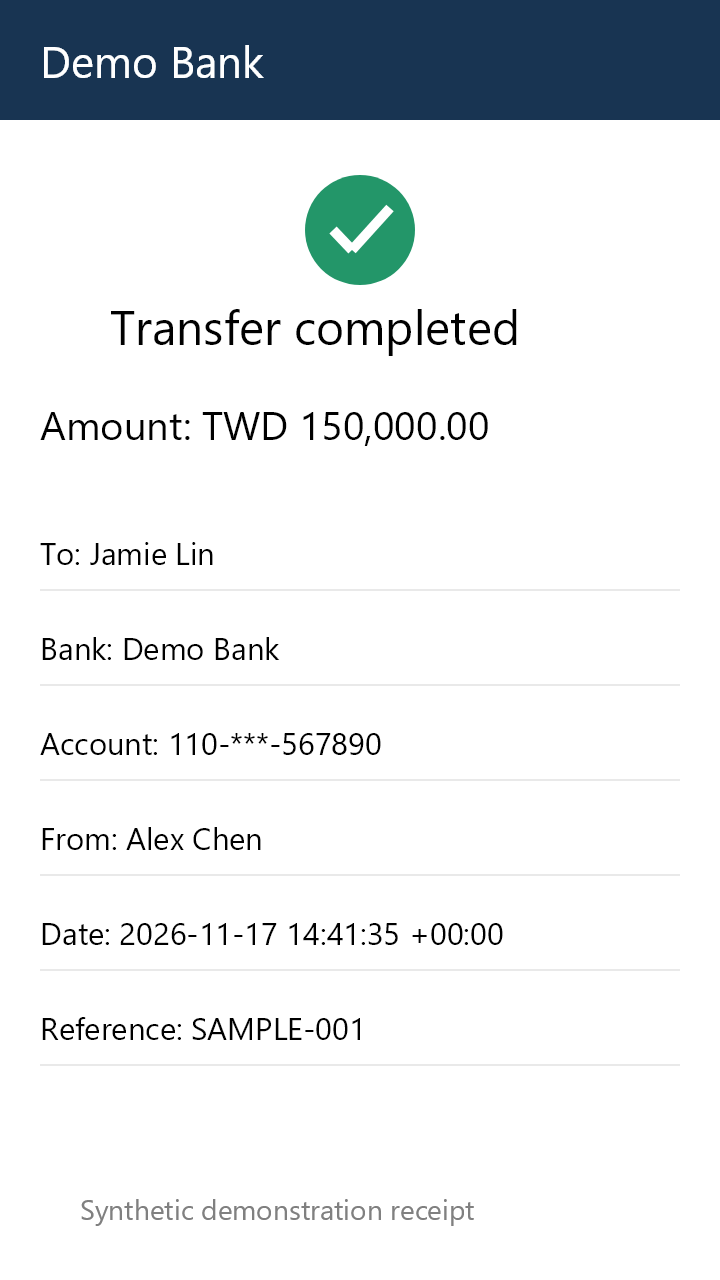 Demo Bank
Transfer completed
Amount: TWD 150,000.00
To: Jamie Lin
Bank: Demo Bank
Account: 110-***-567890
From: Alex Chen
Date: 2026-11-17 14:41:35 +00:00
Reference: SAMPLE-001
Synthetic demonstration receipt